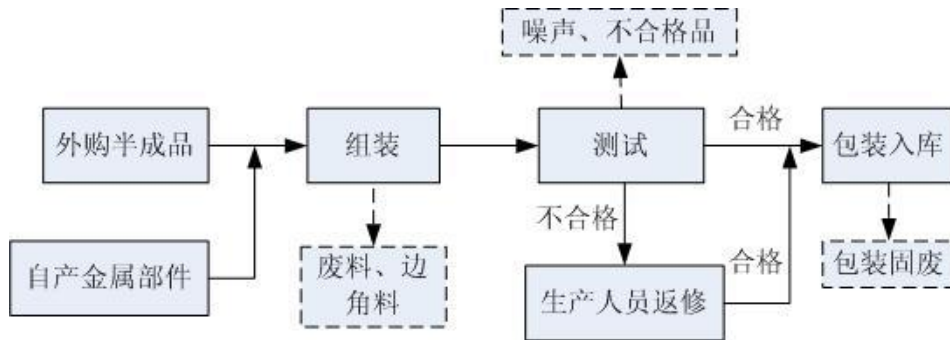 噪声、不合格品
外购半成品
组装
测试
合格
包装入库
不合格
自产金属部件
废料、边
角料
生产人员返修
合格
包装固废